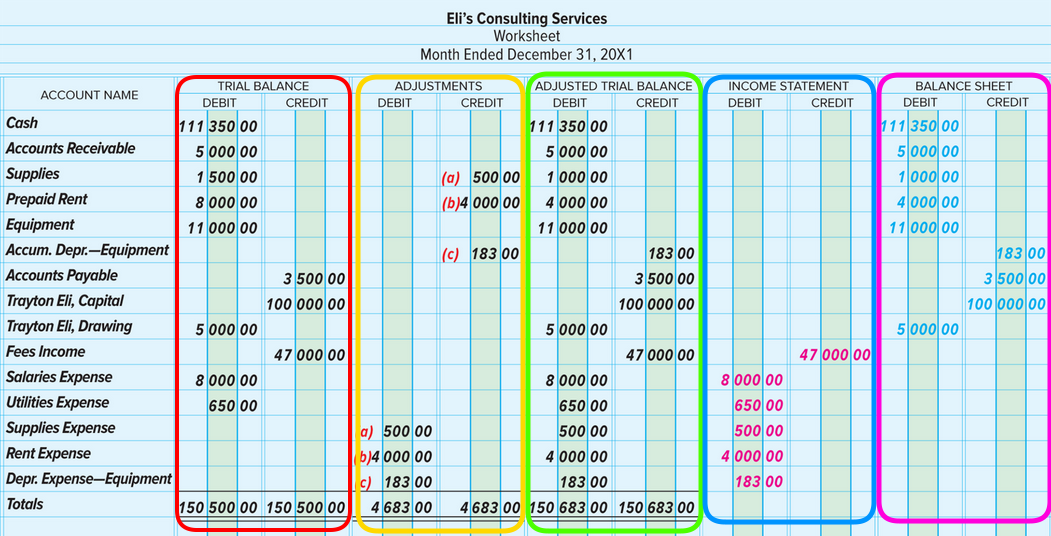 Eli's Consulting Services
Worksheet
Month Ended December 31, 20X1
ACCOUNT NAME TRIAL BALANCE ADJUSTMENTS ADJUSTED TRIAL BALANCE INCOME STATEMENT BALANCE SHEET
DEBIT CREDIT DEBIT CREDIT DEBIT CREDIT DEBIT CREDIT DEBIT CREDIT
Cash 111 350 00 111 350 00 111 350 00
Accounts Receivable 5 000 00 5 000 00 5 000 00
Supplies 1 500 00 (a) 500 00 1 000 00 1 000 00
Prepaid Rent 8 000 00 (b) 4 000 00 4 000 00 4 000 00
Equipment 11 000 00 11 000 00 11 000 00
Accum. Depr.—Equipment (c) 183 00 183 00 183 00
Accounts Payable 3 500 00 3 500 00 3 500 00
Trayton Eli, Capital 100 000 00 100 000 00 100 000 00
Trayton Eli, Drawing 5 000 00 5 000 00 5 000 00
Fees Income 47 000 00 47 000 00 47 000 00
Salaries Expense 8 000 00 8 000 00 8 000 00
Utilities Expense 650 00 650 00 650 00
Supplies Expense (a) 500 00 500 00 500 00
Rent Expense (b) 4 000 00 4 000 00 4 000 00
Depr. Expense—Equipment (c) 183 00 183 00 183 00
Totals 150 500 00 150 500 00 4 683 00 4 683 00 150 683 00 150 683 00